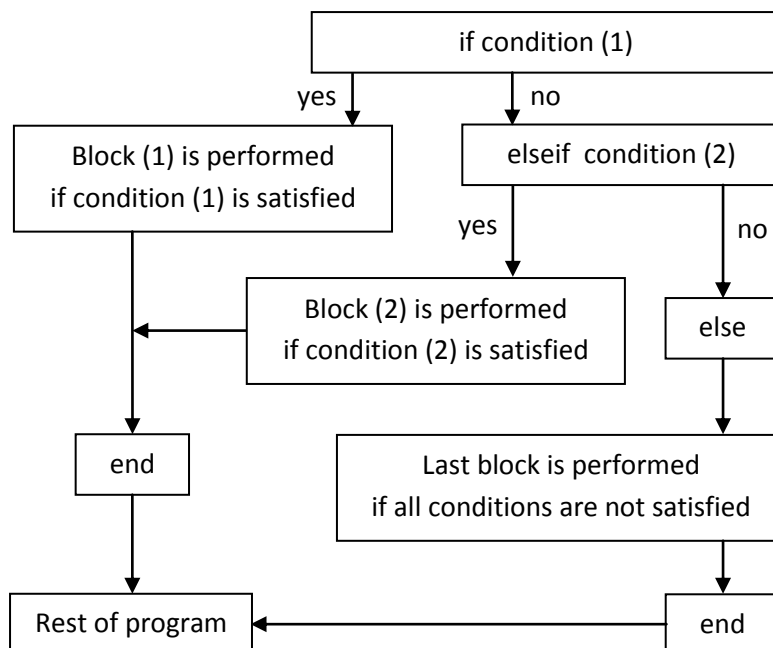 if condition (1)
yes
no
Block (1) is performed
if condition (1) is satisfied
elseif condition (2)
yes
no
Block (2) is performed
if condition (2) is satisfied
else
end
Last block is performed
if all conditions are not satisfied
Rest of program
end